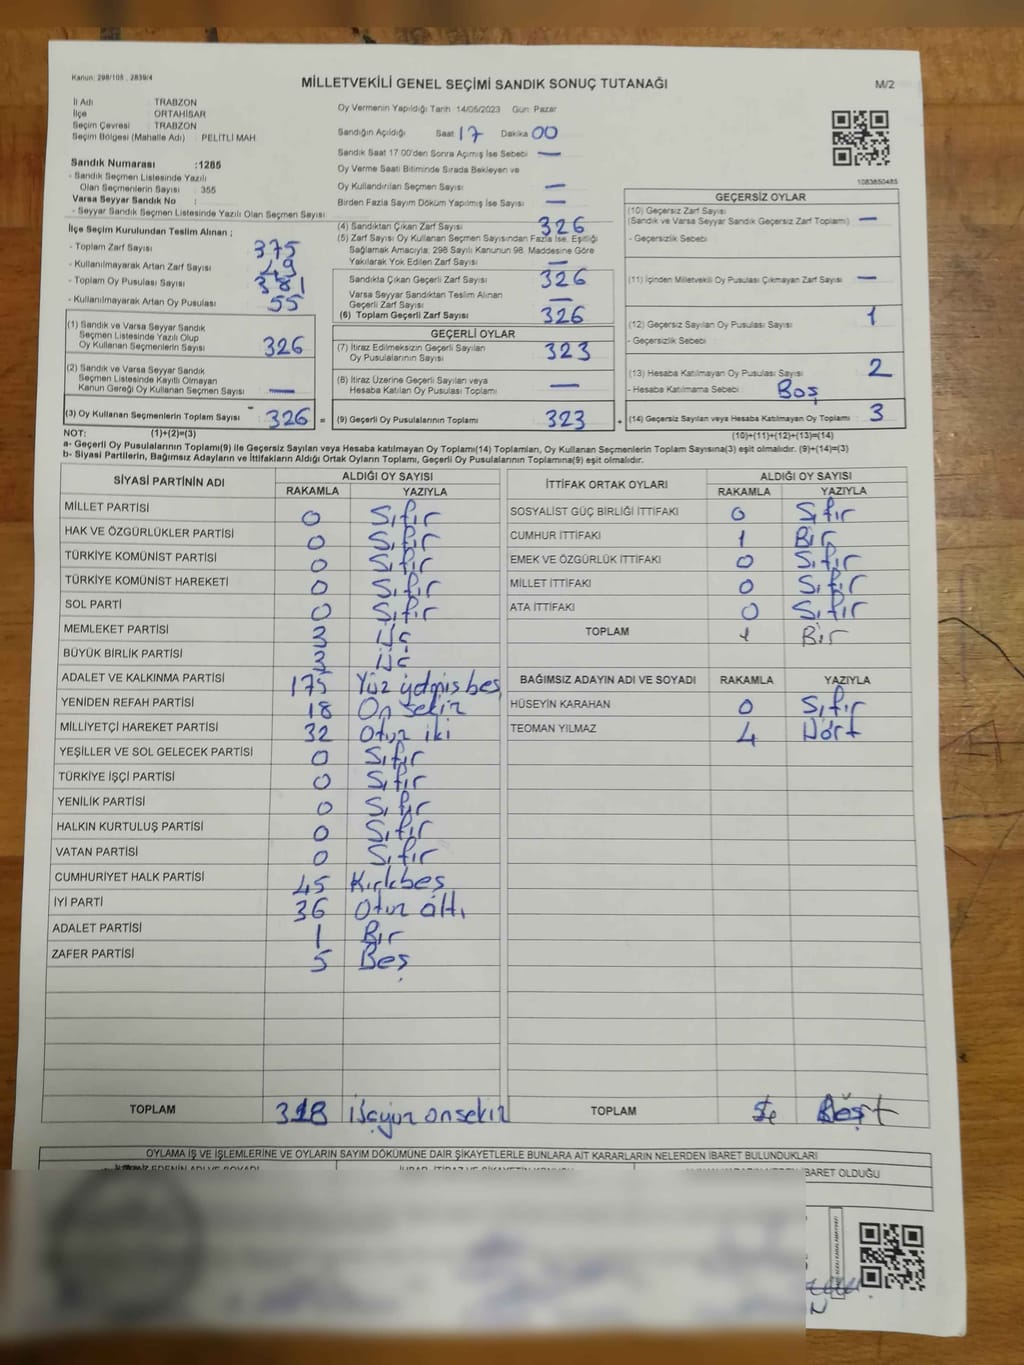 Kanun: 298/105 , 2839/4
MİLLETVEKİLİ GENEL SEÇİMİ SANDIK SONUÇ TUTANAĞI
M/2
İl Adı : TRABZON
İlçe : ORTAHİSAR
Seçim Çevresi : TRABZON
Seçim Bölgesi (Mahalle Adı) : PELİTLİ MAH.
Oy Vermenin Yapıldığı Tarih 14/05/2023 Gün: Pazar
Sandığın Açıldığı Saat 17 Dakika 00
Sandık Saat 17:00'den Sonra Açılmış İse Sebebi —
Oy Verme Saati Bitiminde Sırada Bekleyen ve
Oy Kullandırılan Seçmen Sayısı —
Birden Fazla Sayım Döküm Yapılmış İse Sayısı —
1083850485
Sandık Numarası :1285
- Sandık Seçmen Listesinde Yazılı
Olan Seçmenlerin Sayısı : 355
Varsa Seyyar Sandık No :
- Seyyar Sandık Seçmen Listesinde Yazılı Olan Seçmen Sayısı
İlçe Seçim Kurulundan Teslim Alınan ;
- Toplam Zarf Sayısı 375
- Kullanılmayarak Artan Zarf Sayısı 49
- Toplam Oy Pusulası Sayısı 381
- Kullanılmayarak Artan Oy Pusulası 55
(1) Sandık ve Varsa Seyyar Sandık
Seçmen Listesinde Yazılı Olup
Oy Kullanan Seçmenlerin Sayısı 326
(2) Sandık ve Varsa Seyyar Sandık
Seçmen Listesinde Kayıtlı Olmayan
Kanun Gereği Oy Kullanan Seçmen Sayısı —
(3) Oy Kullanan Seçmenlerin Toplam Sayısı 326 =
(4) Sandıktan Çıkan Zarf Sayısı 326
(5) Zarf Sayısı Oy Kullanan Seçmen Sayısından Fazla İse, Eşitliği
Sağlamak Amacıyla; 298 Sayılı Kanunun 98. Maddesine Göre
Yakılarak Yok Edilen Zarf Sayısı —
Sandıkta Çıkan Geçerli Zarf Sayısı 326
Varsa Seyyar Sandıktan Teslim Alınan
Geçerli Zarf Sayısı —
(6) Toplam Geçerli Zarf Sayısı 326
GEÇERLİ OYLAR
(7) İtiraz Edilmeksizin Geçerli Sayılan
Oy Pusulalarının Sayısı 323
(8) İtiraz Üzerine Geçerli Sayılan veya
Hesaba Katılan Oy Pusulası Toplamı —
(9) Geçerli Oy Pusulalarının Toplamı 323 +
GEÇERSİZ OYLAR
(10) Geçersiz Zarf Sayısı
(Sandık ve Varsa Seyyar Sandık Geçersiz Zarf Toplamı) —
- Geçersizlik Sebebi
(11) İçinden Milletvekili Oy Pusulası Çıkmayan Zarf Sayısı —
(12) Geçersiz Sayılan Oy Pusulası Sayısı 1
- Geçersizlik Sebebi
(13) Hesaba Katılmayan Oy Pusulası Sayısı 2
- Hesaba Katılmama Sebebi Boş
(14) Geçersiz Sayılan veya Hesaba Katılmayan Oy Toplamı 3
NOT: (1)+(2)=(3)
(10)+(11)+(12)+(13)=(14)
a- Geçerli Oy Pusulalarının Toplamı(9) ile Geçersiz Sayılan veya Hesaba katılmayan Oy Toplamı(14) Toplamları, Oy Kullanan Seçmenlerin Toplam Sayısına(3) eşit olmalıdır. (9)+(14)=(3)
b- Siyasi Partilerin, Bağımsız Adayların ve İttifakların Aldığı Ortak Oyların Toplamı, Geçerli Oy Pusulalarının Toplamına(9) eşit olmalıdır.
SİYASİ PARTİNİN ADI ALDIĞI OY SAYISI
RAKAMLA YAZIYLA
MİLLET PARTİSİ 0 Sıfır
HAK VE ÖZGÜRLÜKLER PARTİSİ 0 Sıfır
TÜRKİYE KOMÜNİST PARTİSİ 0 Sıfır
TÜRKİYE KOMÜNİST HAREKETİ 0 Sıfır
SOL PARTİ 0 Sıfır
MEMLEKET PARTİSİ 3 üç
BÜYÜK BİRLİK PARTİSİ 3 üç
ADALET VE KALKINMA PARTİSİ 175 Yüz yetmiş beş
YENİDEN REFAH PARTİSİ 18 On sekiz
MİLLİYETÇİ HAREKET PARTİSİ 32 Otuz iki
YEŞİLLER VE SOL GELECEK PARTİSİ 0 Sıfır
TÜRKİYE İŞÇİ PARTİSİ 0 Sıfır
YENİLİK PARTİSİ 0 Sıfır
HALKIN KURTULUŞ PARTİSİ 0 Sıfır
VATAN PARTİSİ 0 Sıfır
CUMHURİYET HALK PARTİSİ 45 Kırkbeş
İYİ PARTİ 36 Otuz altı
ADALET PARTİSİ 1 Bir
ZAFER PARTİSİ 5 Beş
TOPLAM 318 üçyüz onsekiz
İTTİFAK ORTAK OYLARI ALDIĞI OY SAYISI
RAKAMLA YAZIYLA
SOSYALİST GÜÇ BİRLİĞİ İTTİFAKI 0 Sıfır
CUMHUR İTTİFAKI 1 Bir
EMEK VE ÖZGÜRLÜK İTTİFAKI 0 Sıfır
MİLLET İTTİFAKI 0 Sıfır
ATA İTTİFAKI 0 Sıfır
TOPLAM 1 Bir
BAĞIMSIZ ADAYIN ADI VE SOYADI RAKAMLA YAZIYLA
HÜSEYİN KARAHAN 0 Sıfır
TEOMAN YILMAZ 4 Dört
TOPLAM
OYLAMA İŞ VE İŞLEMLERİNE VE OYLARIN SAYIM DÖKÜMÜNE DAİR ŞİKAYETLERLE BUNLARA AİT KARARLARIN NELERDEN İBARET BULUNDUKLARI